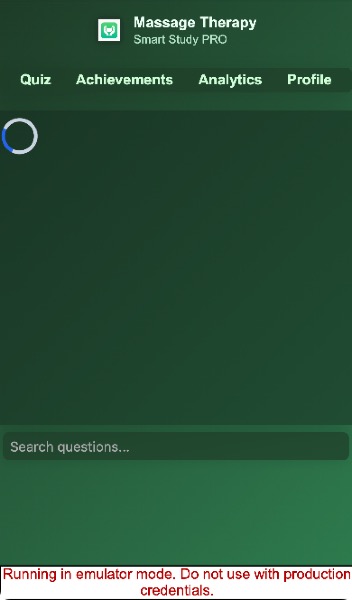 Massage Therapy
Smart Study PRO
Quiz Achievements Analytics Profile
Search questions...
Running in emulator mode. Do not use with production
credentials.